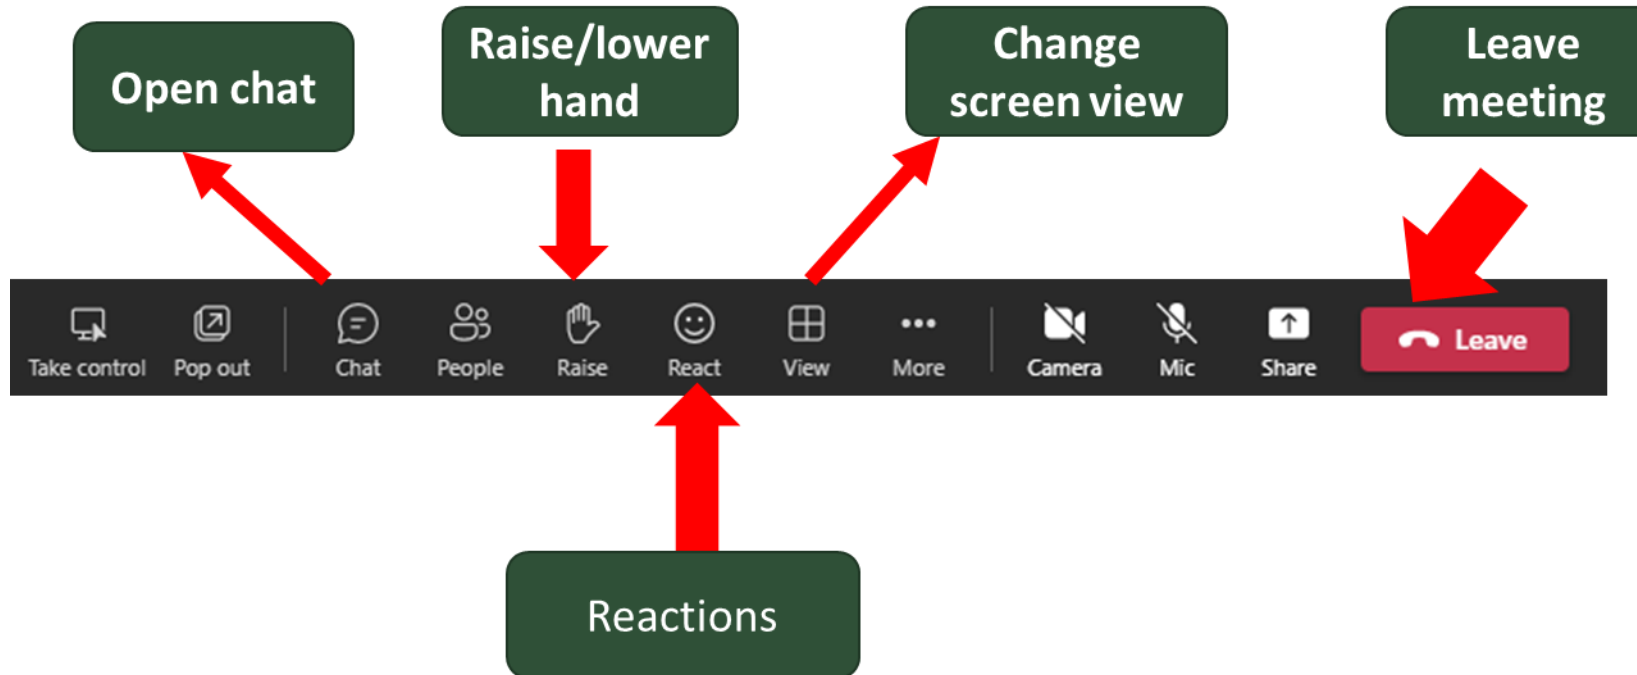 Open chat
Raise/lower
hand
Change
screen view
Leave
meeting
Take control
Pop out
Chat
People
Raise
React
View
More
Camera
Mic
Share
Leave
Reactions